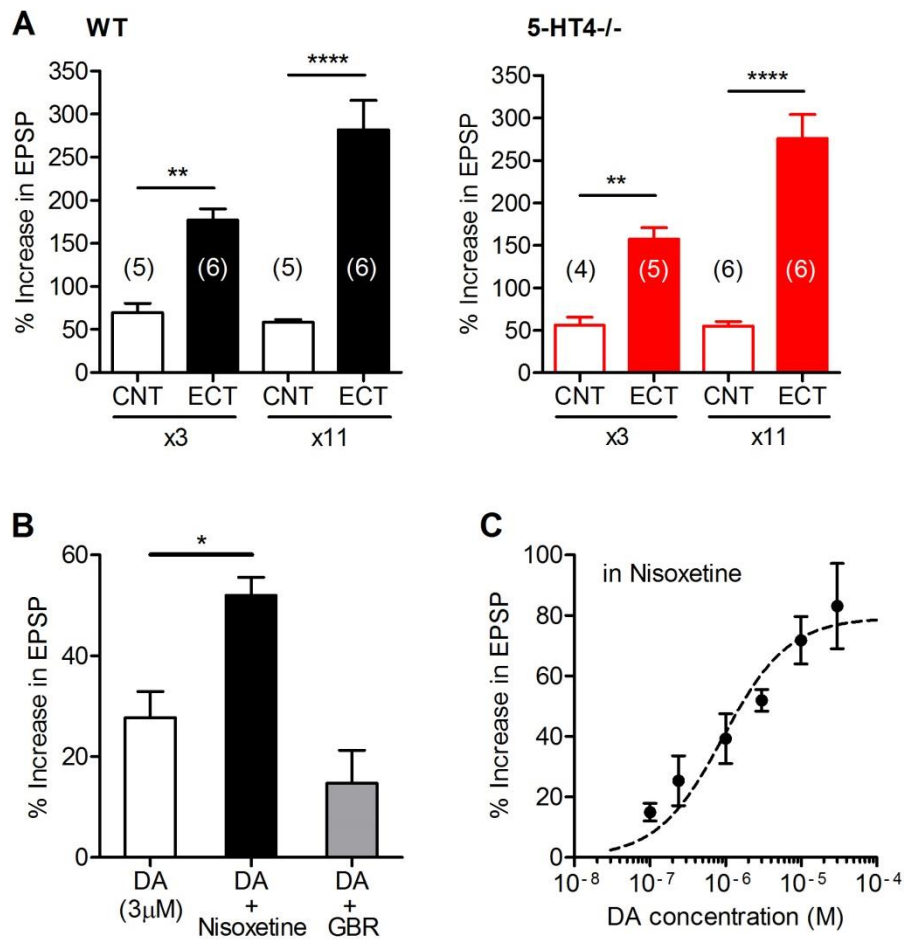 A
WT
% Increase in EPSP
350
300
250
200
150
100
50
0
** ****
(5) (6) (5) (6)
CNT ECT CNT ECT
x3 x11
5-HT4-/-
% Increase in EPSP
350
300
250
200
150
100
50
0
** ****
(4) (5) (6) (6)
CNT ECT CNT ECT
x3 x11
B
% Increase in EPSP
60
40
20
0
*
DA DA DA
(3μM) + +
Nisoxetine GBR
C
in Nisoxetine
% Increase in EPSP
100
80
60
40
20
0
10⁻⁸ 10⁻⁷ 10⁻⁶ 10⁻⁵ 10⁻⁴
DA concentration (M)